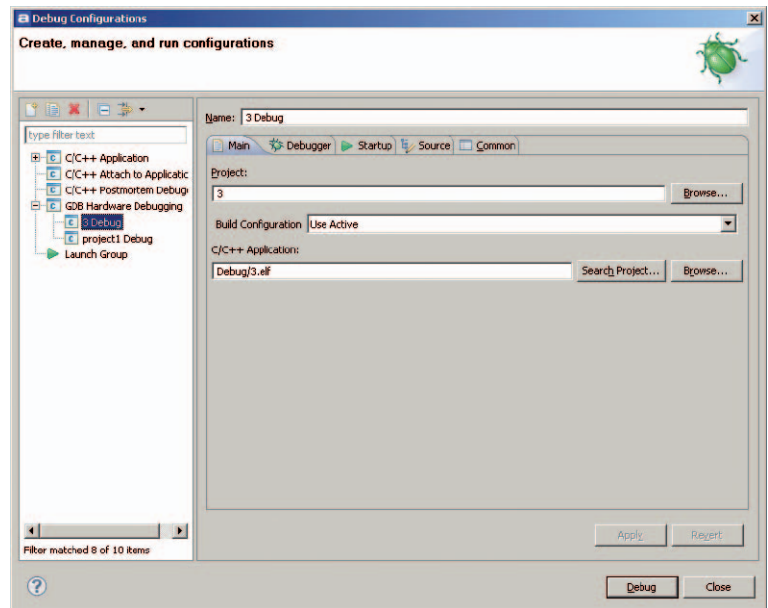 Debug Configurations
Create, manage, and run configurations
type filter text
C/C++ Application
C/C++ Attach to Applicatic
C/C++ Postmortem Debug
GDB Hardware Debugging
3 Debug
project1 Debug
Launch Group
Filter matched 8 of 10 items
Name: 3 Debug
Main Debugger Startup Source Common
Project:
3 Browse...
Build Configuration Use Active
C/C++ Application:
Debug/3.elf Search Project... Browse...
Apply Revert
? Debug Close